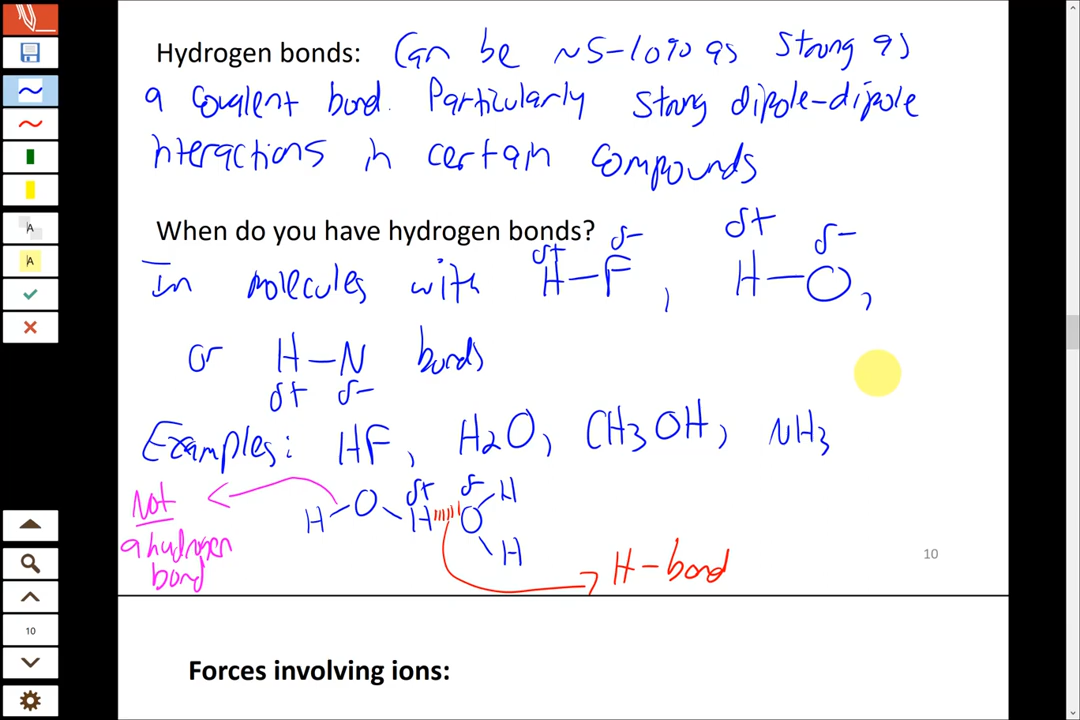 Hydrogen bonds: Can be ~5-10% as strong as
a covalent bond. Particularly strong dipole-dipole
interactions in certain compounds
When do you have hydrogen bonds?
δ+ δ- δ+ δ-
In molecules with H-F, H-O,
or H-N bonds
δ+ δ-
Examples: HF, H2O, CH3OH, NH3
Not
a hydrogen
bond
δ+ δ-
H O H O H
H
H-bond
10
Forces involving ions:
A
A
10